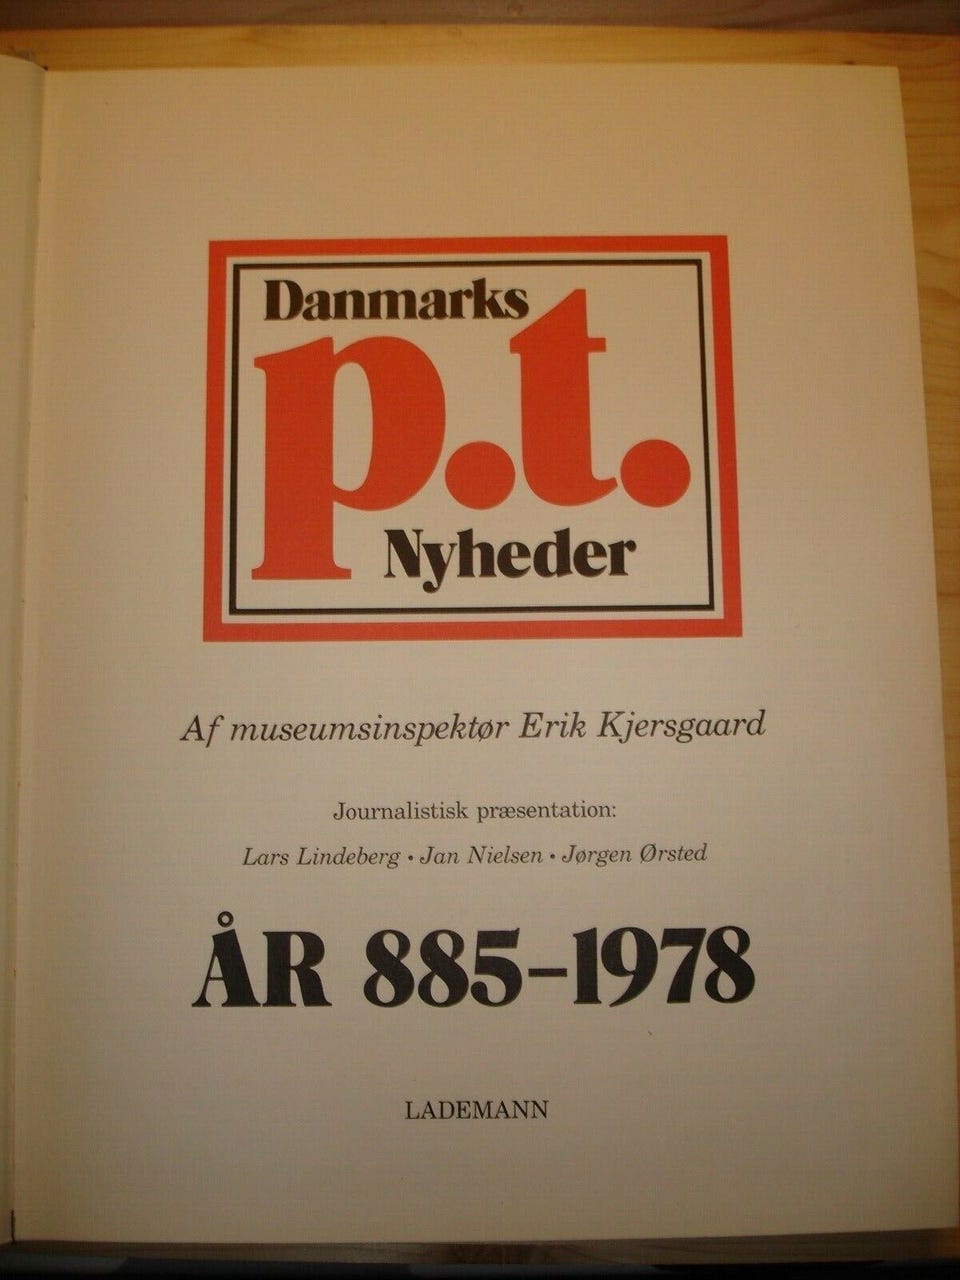 Danmarks
p.t.
Nyheder
Af museumsinspektør Erik Kjersgaard
Journalistisk præsentation:
Lars Lindeberg • Jan Nielsen • Jørgen Ørsted
ÅR 885–1978
LADEMANN